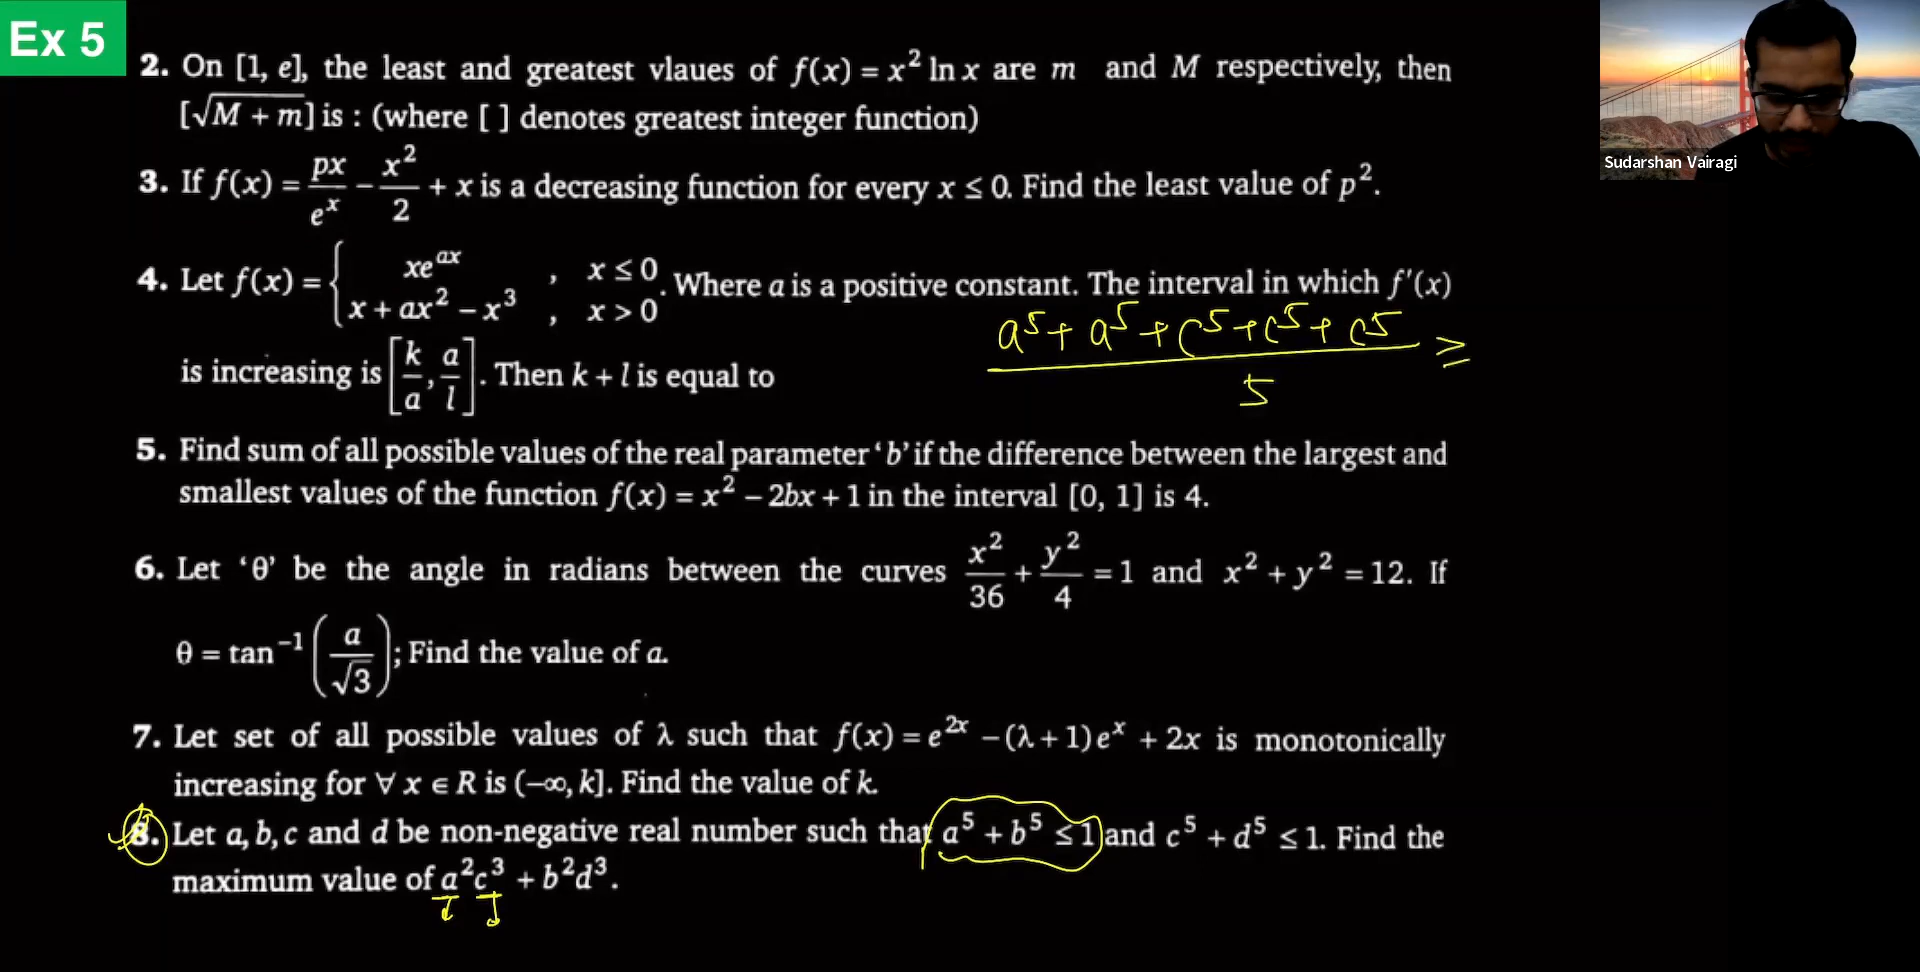 Ex 5
2. On [1, e], the least and greatest vlaues of f(x) = x² ln x are m and M respectively, then
[√(M + m)] is : (where [ ] denotes greatest integer function)
3. If f(x) = px/eˣ − x²/2 + x is a decreasing function for every x ≤ 0. Find the least value of p².
4. Let f(x) = { xe^(ax) , x ≤ 0
x + ax² − x³ , x > 0 . Where a is a positive constant. The interval in which f′(x)
a⁵ + a⁵ + c⁵ + c⁵ + c⁵ / 5 ≥
is increasing is [k/a, a/l]. Then k + l is equal to
5. Find sum of all possible values of the real parameter ‘b’ if the difference between the largest and
smallest values of the function f(x) = x² − 2bx + 1 in the interval [0, 1] is 4.
6. Let ‘θ’ be the angle in radians between the curves x²/36 + y²/4 = 1 and x² + y² = 12. If
θ = tan⁻¹(a/√3); Find the value of a.
7. Let set of all possible values of λ such that f(x) = e²ˣ − (λ + 1)eˣ + 2x is monotonically
increasing for ∀ x ∈ R is (−∞, k]. Find the value of k.
8. Let a, b, c and d be non-negative real number such that a⁵ + b⁵ ≤ 1 and c⁵ + d⁵ ≤ 1. Find the
maximum value of a²c³ + b²d³.
Sudarshan Vairagi